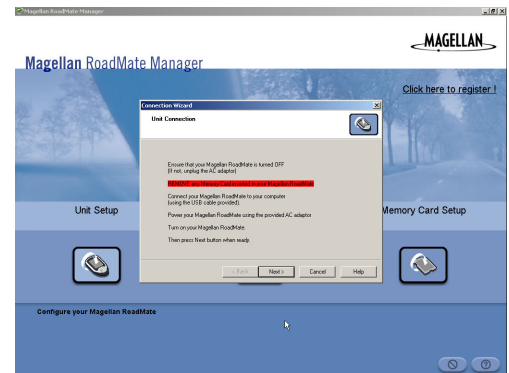 Magellan RoadMate Manager
MAGELLAN
Magellan RoadMate Manager
Click here to register !
Connection Wizard
Unit Connection
Ensure that your Magellan RoadMate is turned OFF
(If not, unplug the AC adaptor)
REMOVE any Memory Card inserted in your Magellan RoadMate
Connect your Magellan RoadMate to your computer
(using the USB cable provided).
Power your Magellan RoadMate using the provided AC adaptor
Turn on your Magellan RoadMate.
Then press Next button when ready.
< Back
Next >
Cancel
Help
Unit Setup
Memory Card Setup
Configure your Magellan RoadMate